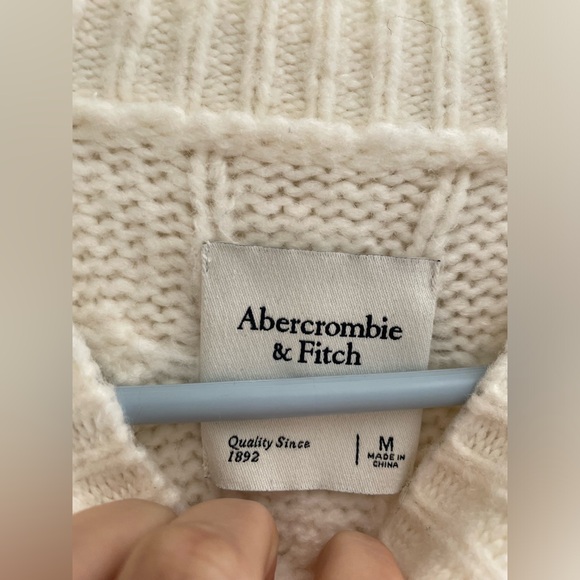 Abercrombie
& Fitch
Quality Since
1892
M
MADE IN
CHINA